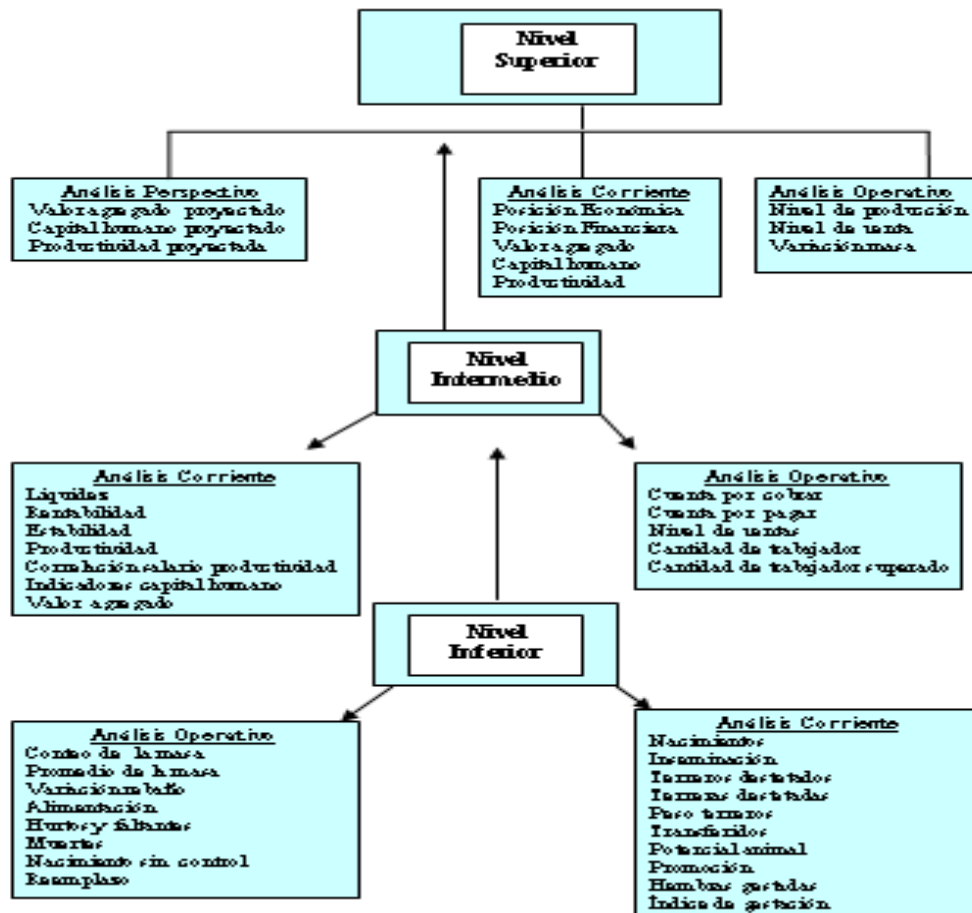 Nivel
Superior
Análisis Perspectivo
Valor agregado proyectado
Capital humano proyectado
Productividad proyectada
Análisis Corriente
Posición Económica
Posición Financiera
Valor agregado
Capital humano
Productividad
Análisis Operativo
Nivel de producción
Nivel de venta
Variación masa
Nivel
Intermedio
Análisis Corriente
Liquidez
Rentabilidad
Estabilidad
Productividad
Correlación salario productividad
Indicadores capital humano
Valor agregado
Análisis Operativo
Cuenta por cobrar
Cuenta por pagar
Nivel de ventas
Cantidad de trabajador
Cantidad de trabajador superado
Nivel
Inferior
Análisis Operativo
Conteo de la masa
Promedio de la masa
Variación rebaño
Alimentación
Hurtos y faltantes
Muertes
Nacimiento sin control
Reemplazo
Análisis Corriente
Nacimientos
Inseminación
Terneros destetados
Terneras destetadas
Peso terneros
Transferidos
Potencial animal
Promoción
Hembras gestadas
Índice de gestación